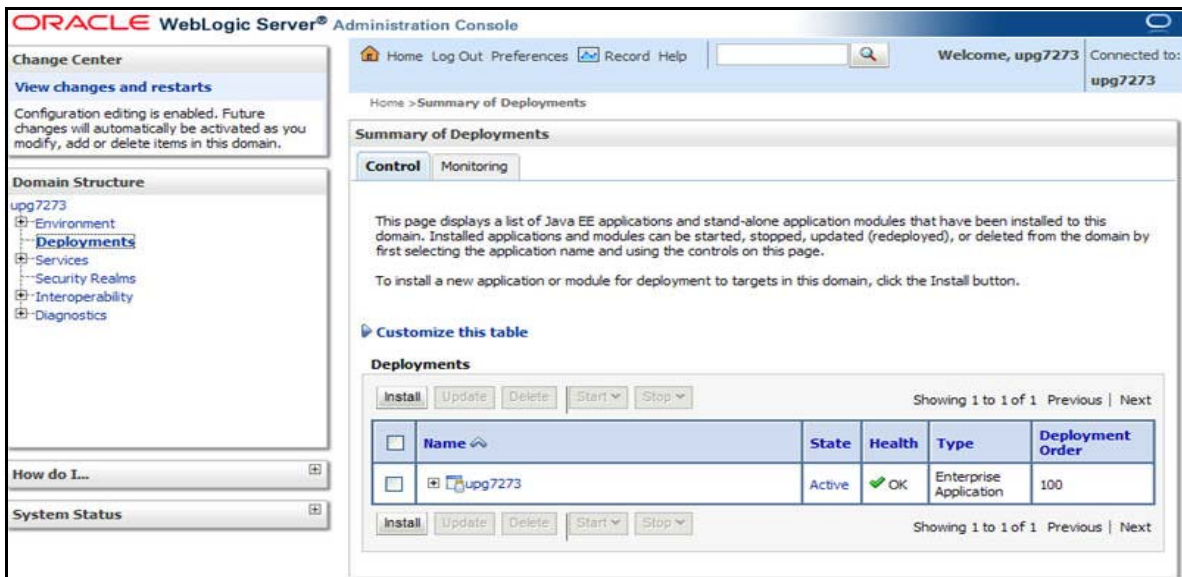 ORACLE WebLogic Server® Administration Console
Change Center
View changes and restarts
Configuration editing is enabled. Future
changes will automatically be activated as you
modify, add or delete items in this domain.
Domain Structure
upg7273
Environment
Deployments
Services
Security Realms
Interoperability
Diagnostics
How do I...
System Status
Home Log Out Preferences Record Help
Welcome, upg7273
Connected to:
upg7273
Home >Summary of Deployments
Summary of Deployments
Control Monitoring
This page displays a list of Java EE applications and stand-alone application modules that have been installed to this
domain. Installed applications and modules can be started, stopped, updated (redeployed), or deleted from the domain by
first selecting the application name and using the controls on this page.
To install a new application or module for deployment to targets in this domain, click the Install button.
Customize this table
Deployments
Install Update Delete Start Stop Showing 1 to 1 of 1 Previous | Next
Name State Health Type Deployment
Order
upg7273 Active OK Enterprise
Application 100
Install Update Delete Start Stop Showing 1 to 1 of 1 Previous | Next